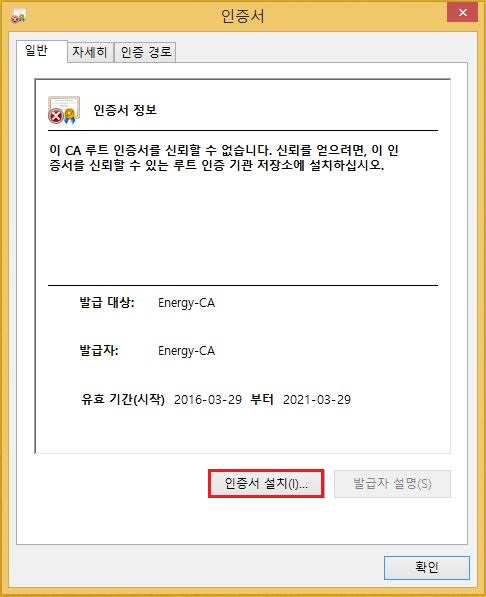 인증서
일반 자세히 인증 경로
인증서 정보
이 CA 루트 인증서를 신뢰할 수 없습니다. 신뢰를 얻으려면, 이 인
증서를 신뢰할 수 있는 루트 인증 기관 저장소에 설치하십시오.
발급 대상: Energy-CA
발급자: Energy-CA
유효 기간(시작) 2016-03-29 부터 2021-03-29
인증서 설치(I)... 발급자 설명(S)
확인